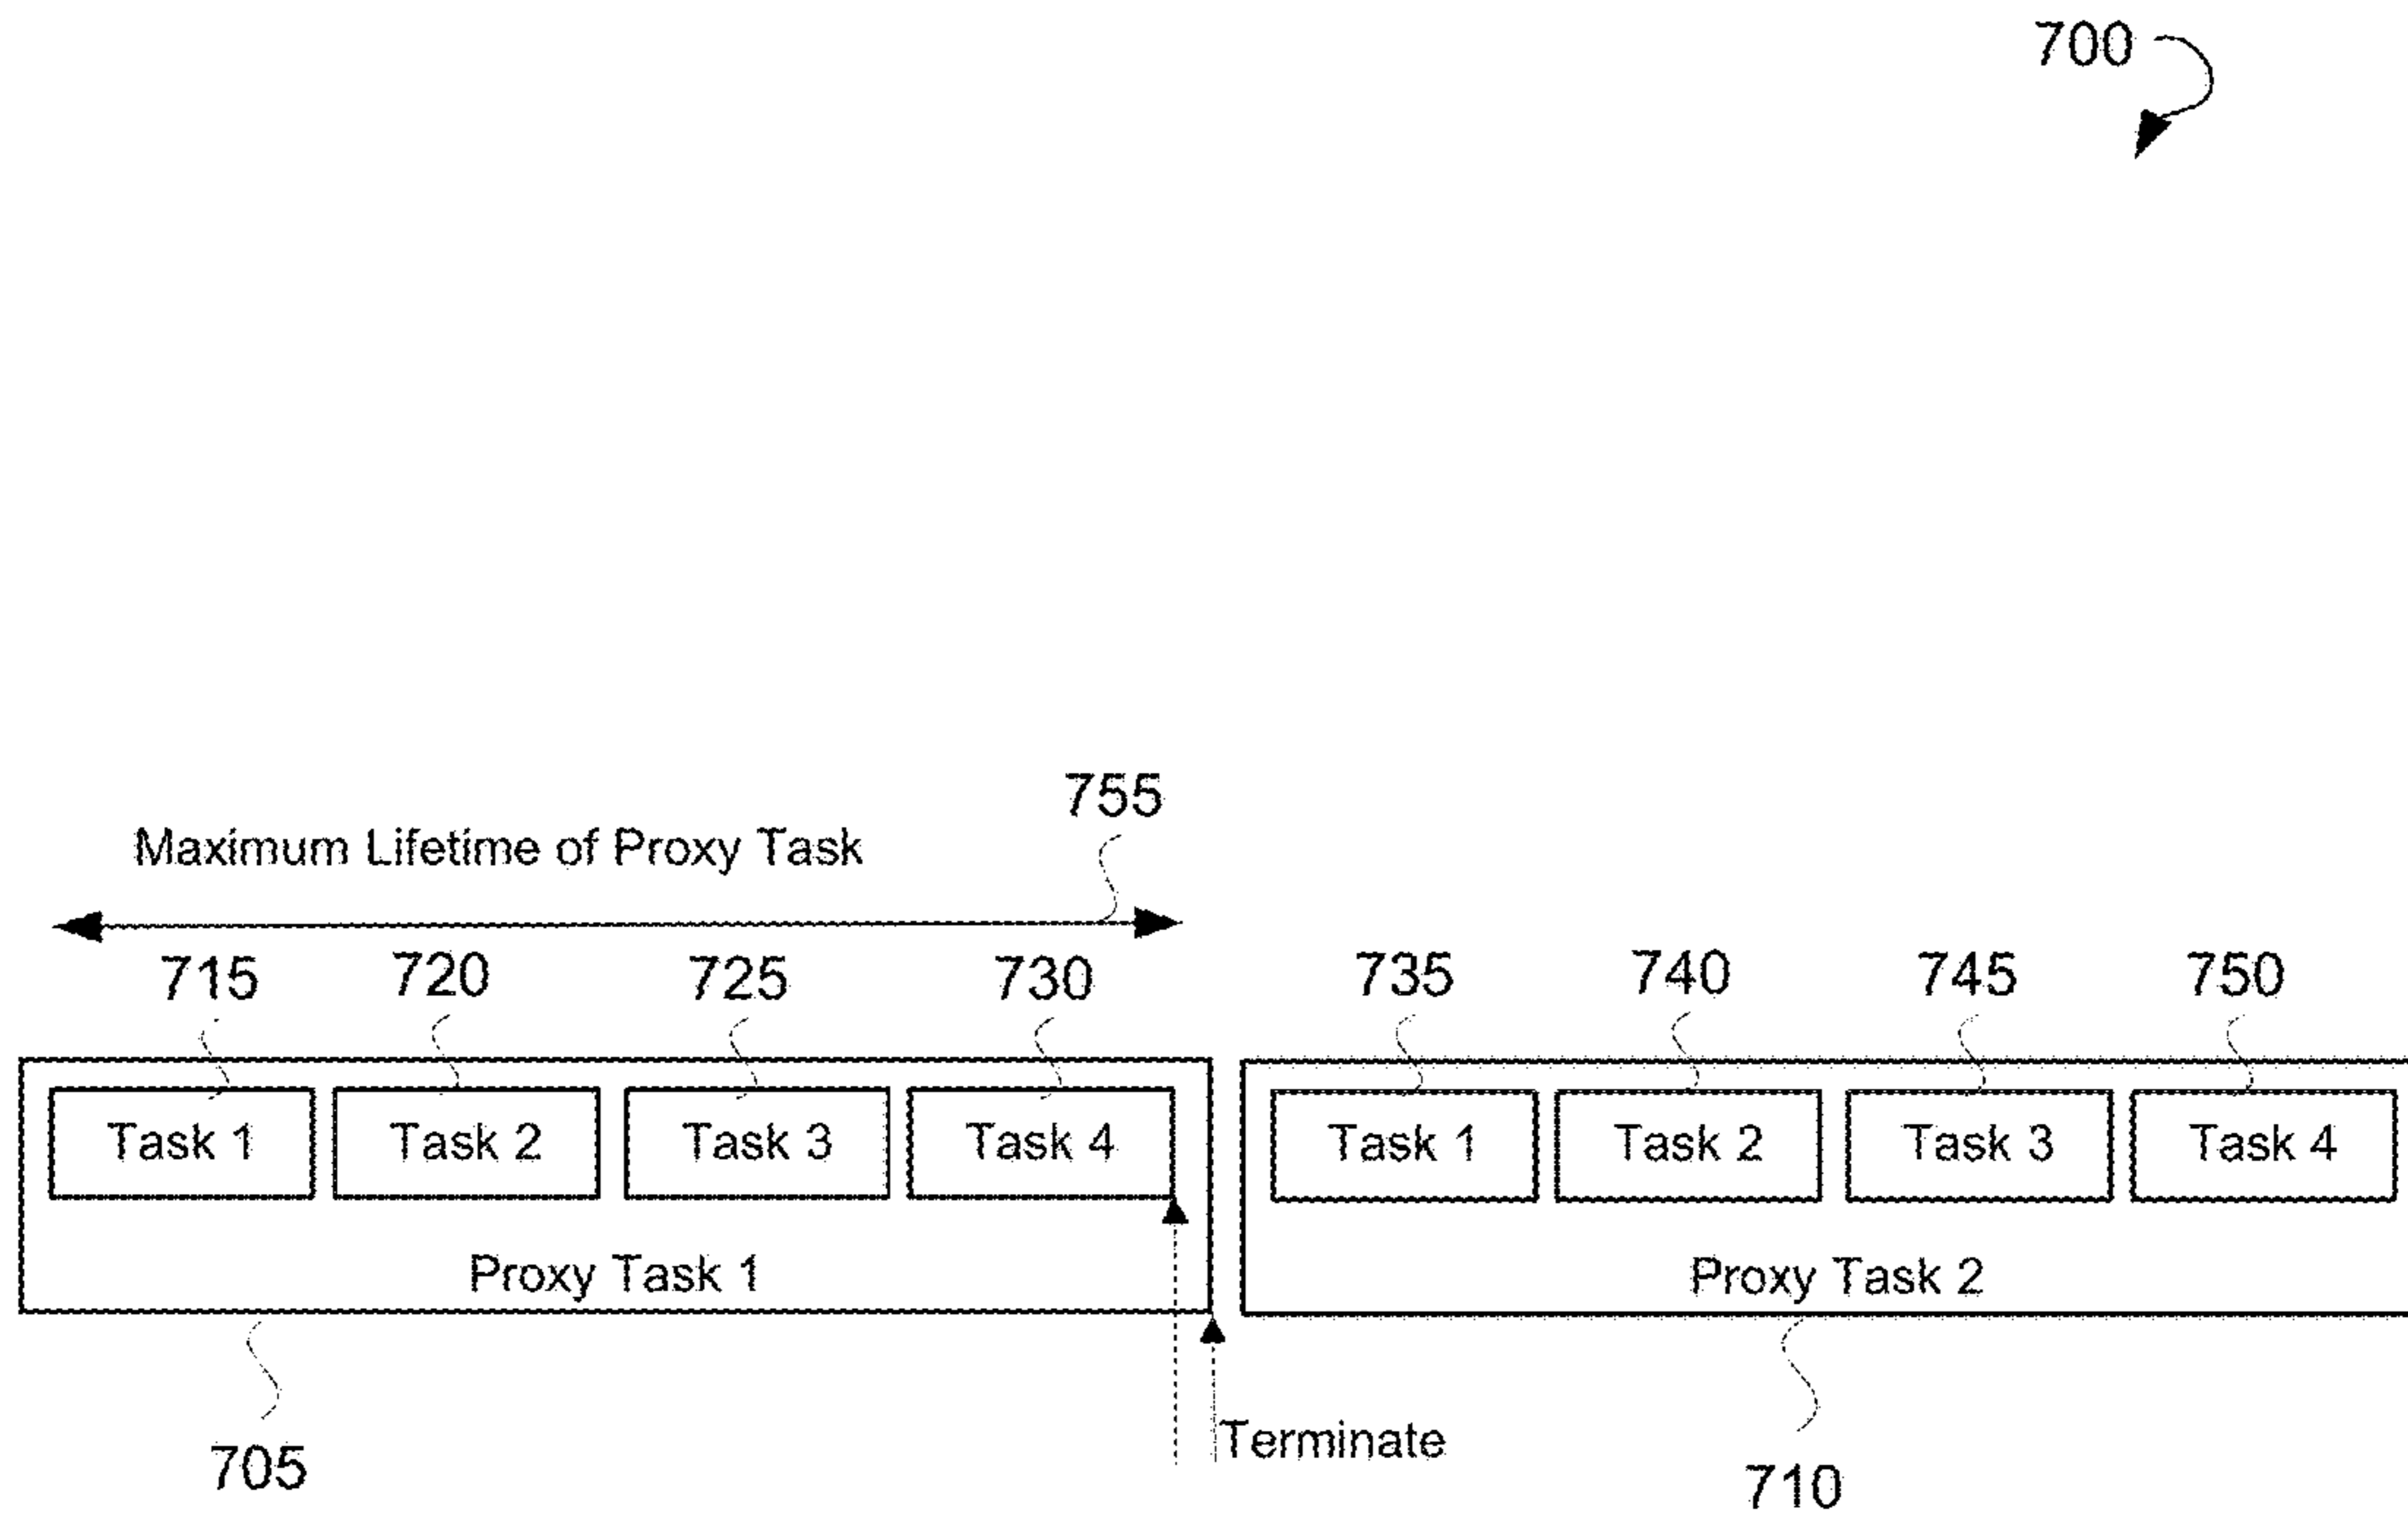 700
755
Maximum Lifetime of Proxy Task
715 720 725 730 735 740 745 750
Task 1 Task 2 Task 3 Task 4 Task 1 Task 2 Task 3 Task 4
Proxy Task 1 Proxy Task 2
Terminate
705 710